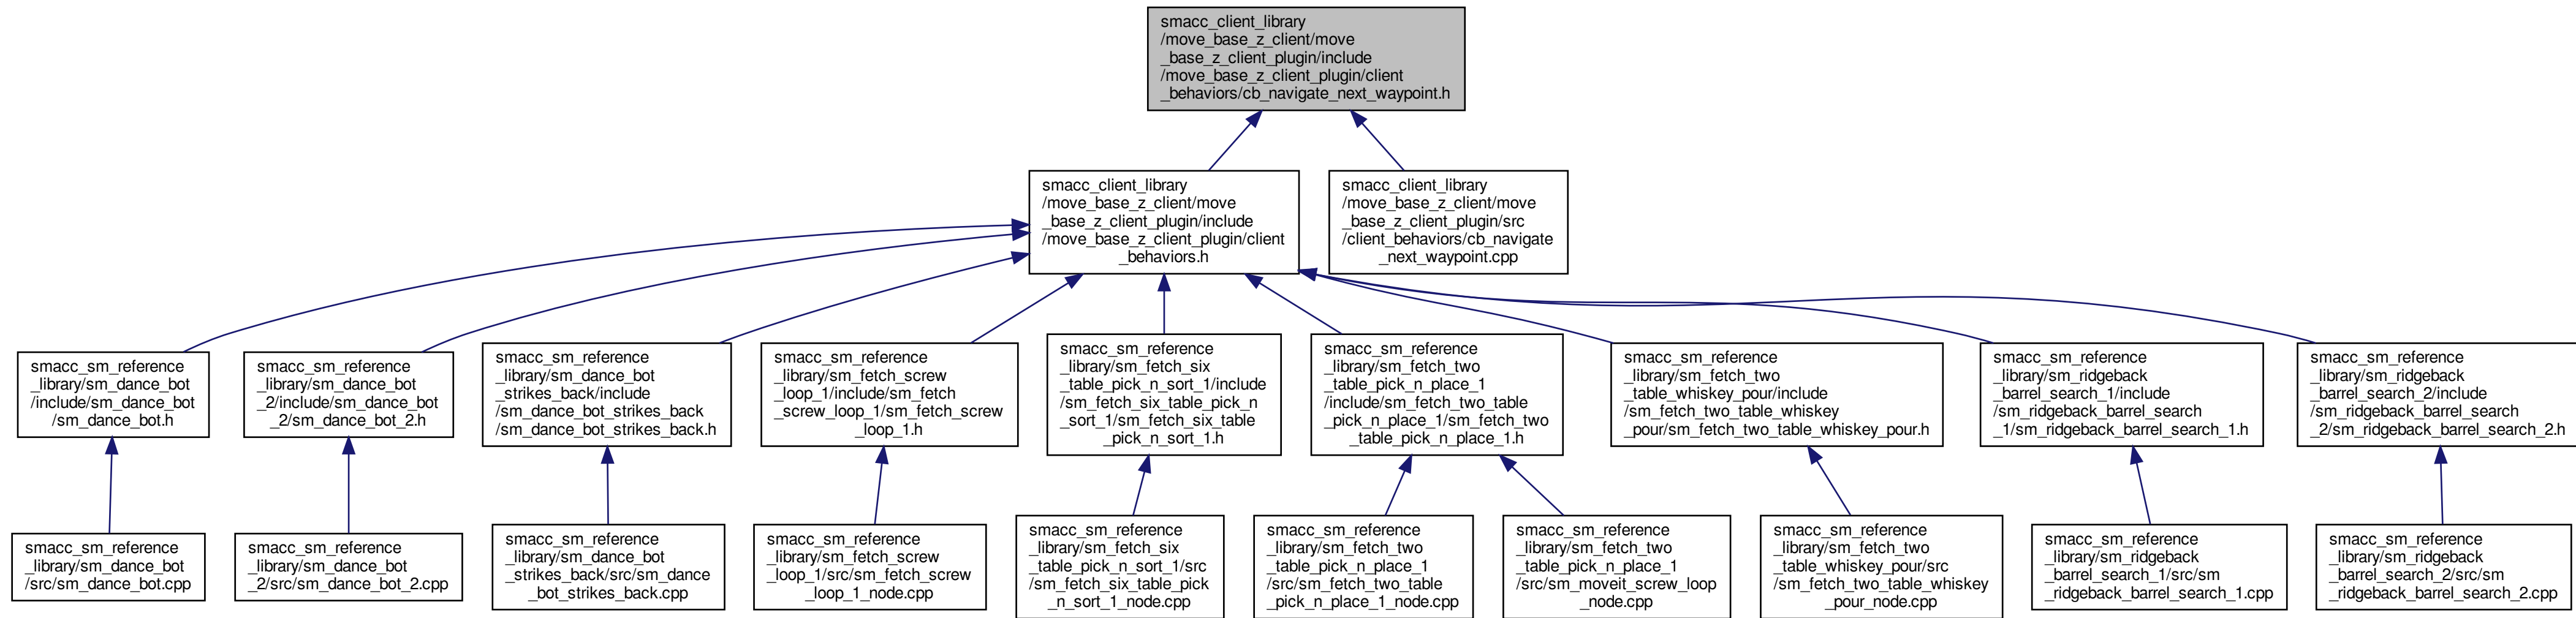 smacc_client_library
/move_base_z_client/move
_base_z_client_plugin/include
/move_base_z_client_plugin/client
_behaviors/cb_navigate_next_waypoint.h
smacc_client_library
/move_base_z_client/move
_base_z_client_plugin/include
/move_base_z_client_plugin/client
_behaviors.h
smacc_client_library
/move_base_z_client/move
_base_z_client_plugin/src
/client_behaviors/cb_navigate
_next_waypoint.cpp
smacc_sm_reference
_library/sm_dance_bot
/include/sm_dance_bot
/sm_dance_bot.h
smacc_sm_reference
_library/sm_dance_bot
_2/include/sm_dance_bot
_2/sm_dance_bot_2.h
smacc_sm_reference
_library/sm_dance_bot
_strikes_back/include
/sm_dance_bot_strikes_back
/sm_dance_bot_strikes_back.h
smacc_sm_reference
_library/sm_fetch_screw
_loop_1/include/sm_fetch
_screw_loop_1/sm_fetch_screw
_loop_1.h
smacc_sm_reference
_library/sm_fetch_six
_table_pick_n_sort_1/include
/sm_fetch_six_table_pick_n
_sort_1/sm_fetch_six_table
_pick_n_sort_1.h
smacc_sm_reference
_library/sm_fetch_two
_table_pick_n_place_1
/include/sm_fetch_two_table
_pick_n_place_1/sm_fetch_two
_table_pick_n_place_1.h
smacc_sm_reference
_library/sm_fetch_two
_table_whiskey_pour/include
/sm_fetch_two_table_whiskey
_pour/sm_fetch_two_table_whiskey_pour.h
smacc_sm_reference
_library/sm_ridgeback
_barrel_search_1/include
/sm_ridgeback_barrel_search
_1/sm_ridgeback_barrel_search_1.h
smacc_sm_reference
_library/sm_ridgeback
_barrel_search_2/include
/sm_ridgeback_barrel_search
_2/sm_ridgeback_barrel_search_2.h
smacc_sm_reference
_library/sm_dance_bot
/src/sm_dance_bot.cpp
smacc_sm_reference
_library/sm_dance_bot
_2/src/sm_dance_bot_2.cpp
smacc_sm_reference
_library/sm_dance_bot
_strikes_back/src/sm_dance
_bot_strikes_back.cpp
smacc_sm_reference
_library/sm_fetch_screw
_loop_1/src/sm_fetch_screw
_loop_1_node.cpp
smacc_sm_reference
_library/sm_fetch_six
_table_pick_n_sort_1/src
/sm_fetch_six_table_pick
_n_sort_1_node.cpp
smacc_sm_reference
_library/sm_fetch_two
_table_pick_n_place_1
/src/sm_fetch_two_table
_pick_n_place_1_node.cpp
smacc_sm_reference
_library/sm_fetch_two
_table_pick_n_place_1
/src/sm_moveit_screw_loop
_node.cpp
smacc_sm_reference
_library/sm_fetch_two
_table_whiskey_pour/src
/sm_fetch_two_table_whiskey
_pour_node.cpp
smacc_sm_reference
_library/sm_ridgeback
_barrel_search_1/src/sm
_ridgeback_barrel_search_1.cpp
smacc_sm_reference
_library/sm_ridgeback
_barrel_search_2/src/sm
_ridgeback_barrel_search_2.cpp